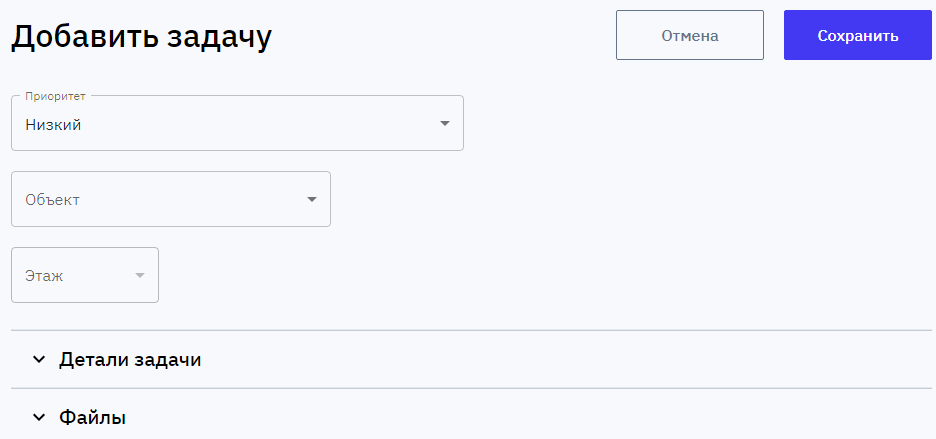 Добавить задачу
Отмена
Сохранить
Приоритет
Низкий
Объект
Этаж
Детали задачи
Файлы